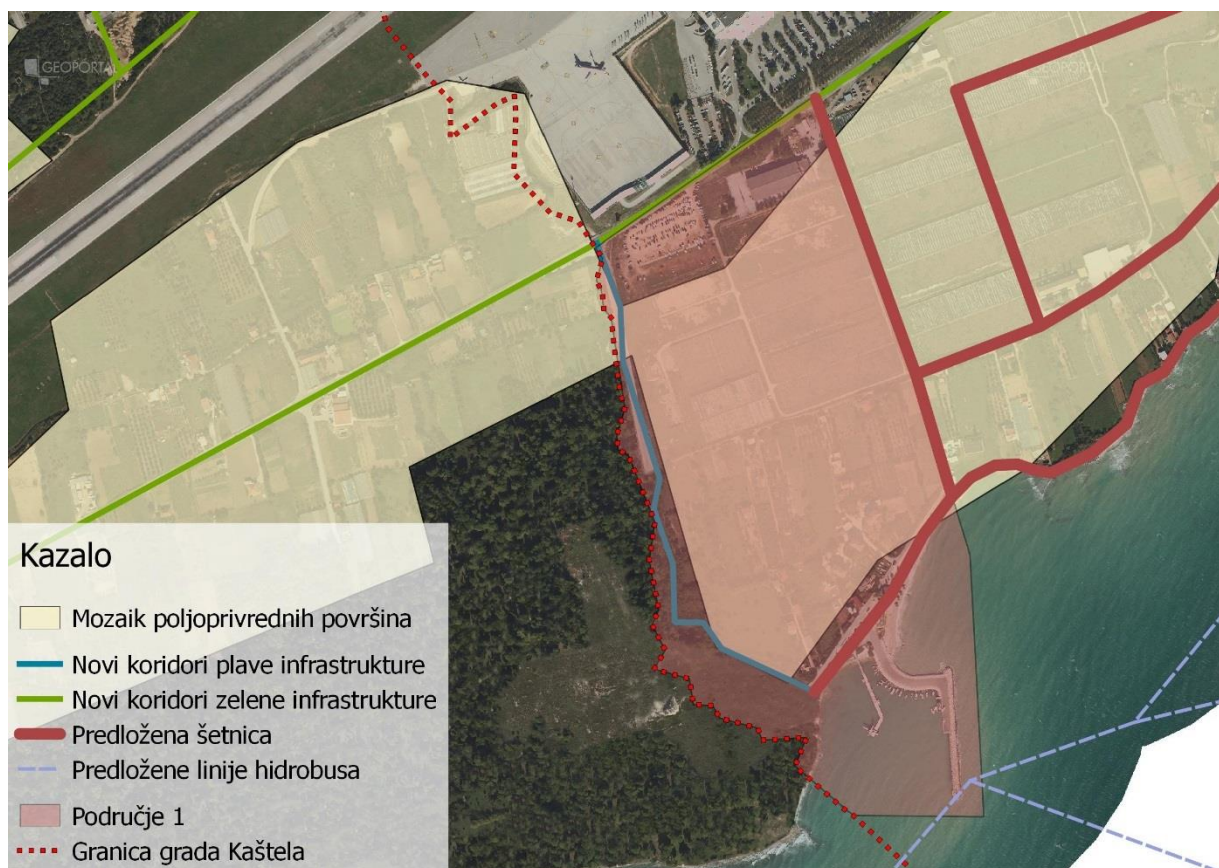 GEOPORTAL
GEOPORTAL
Kazalo
Mozaik poljoprivrednih površina
Novi koridori plave infrastrukture
Novi koridori zelene infrastrukture
Predložena šetnica
Predložene linije hidrobusa
Područje 1
Granica grada Kaštela